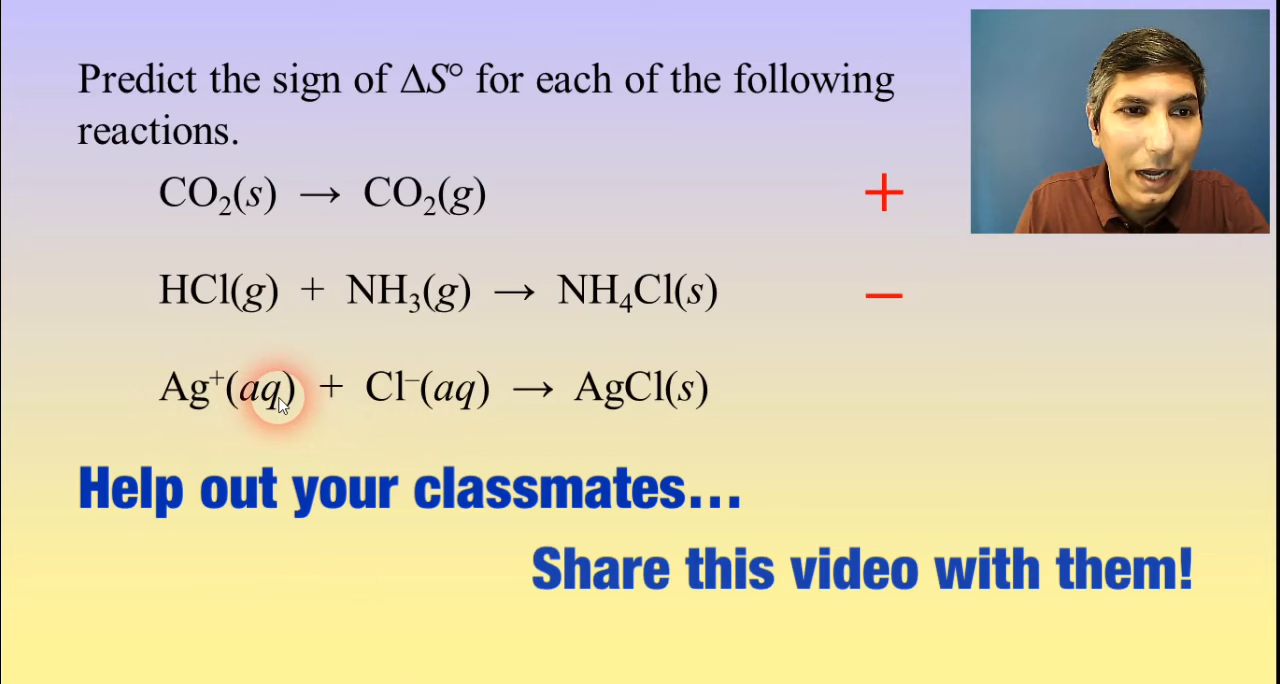 Predict the sign of ΔS° for each of the following
reactions.
CO₂(s) → CO₂(g) +
HCl(g) + NH₃(g) → NH₄Cl(s) –
Ag⁺(aq) + Cl⁻(aq) → AgCl(s)
Help out your classmates...
Share this video with them!